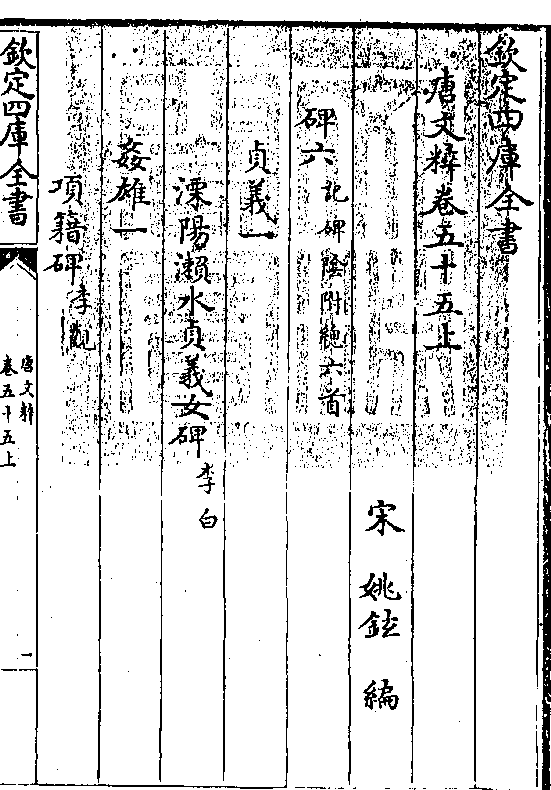 欽定四庫全書
唐文粹卷五十五上
宋 姚鉉 編
碑六 記碑陰附總六首
貞義一
溧陽瀨水貞義女碑 李白
姦雄一
項籍碑 李觀
欽定四庫全書
唐文粹
卷五十五上
一